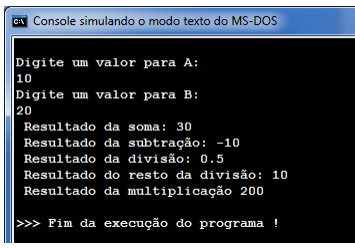 Console simulando o modo texto do MS-DOS
Digite um valor para A:
10
Digite um valor para B:
20
Resultado da soma: 30
Resultado da subtração: -10
Resultado da divisão: 0.5
Resultado do resto da divisão: 10
Resultado da multiplicação 200
>>> Fim da execução do programa !